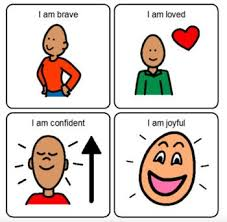 I am brave
I am loved
I am confident
I am joyful